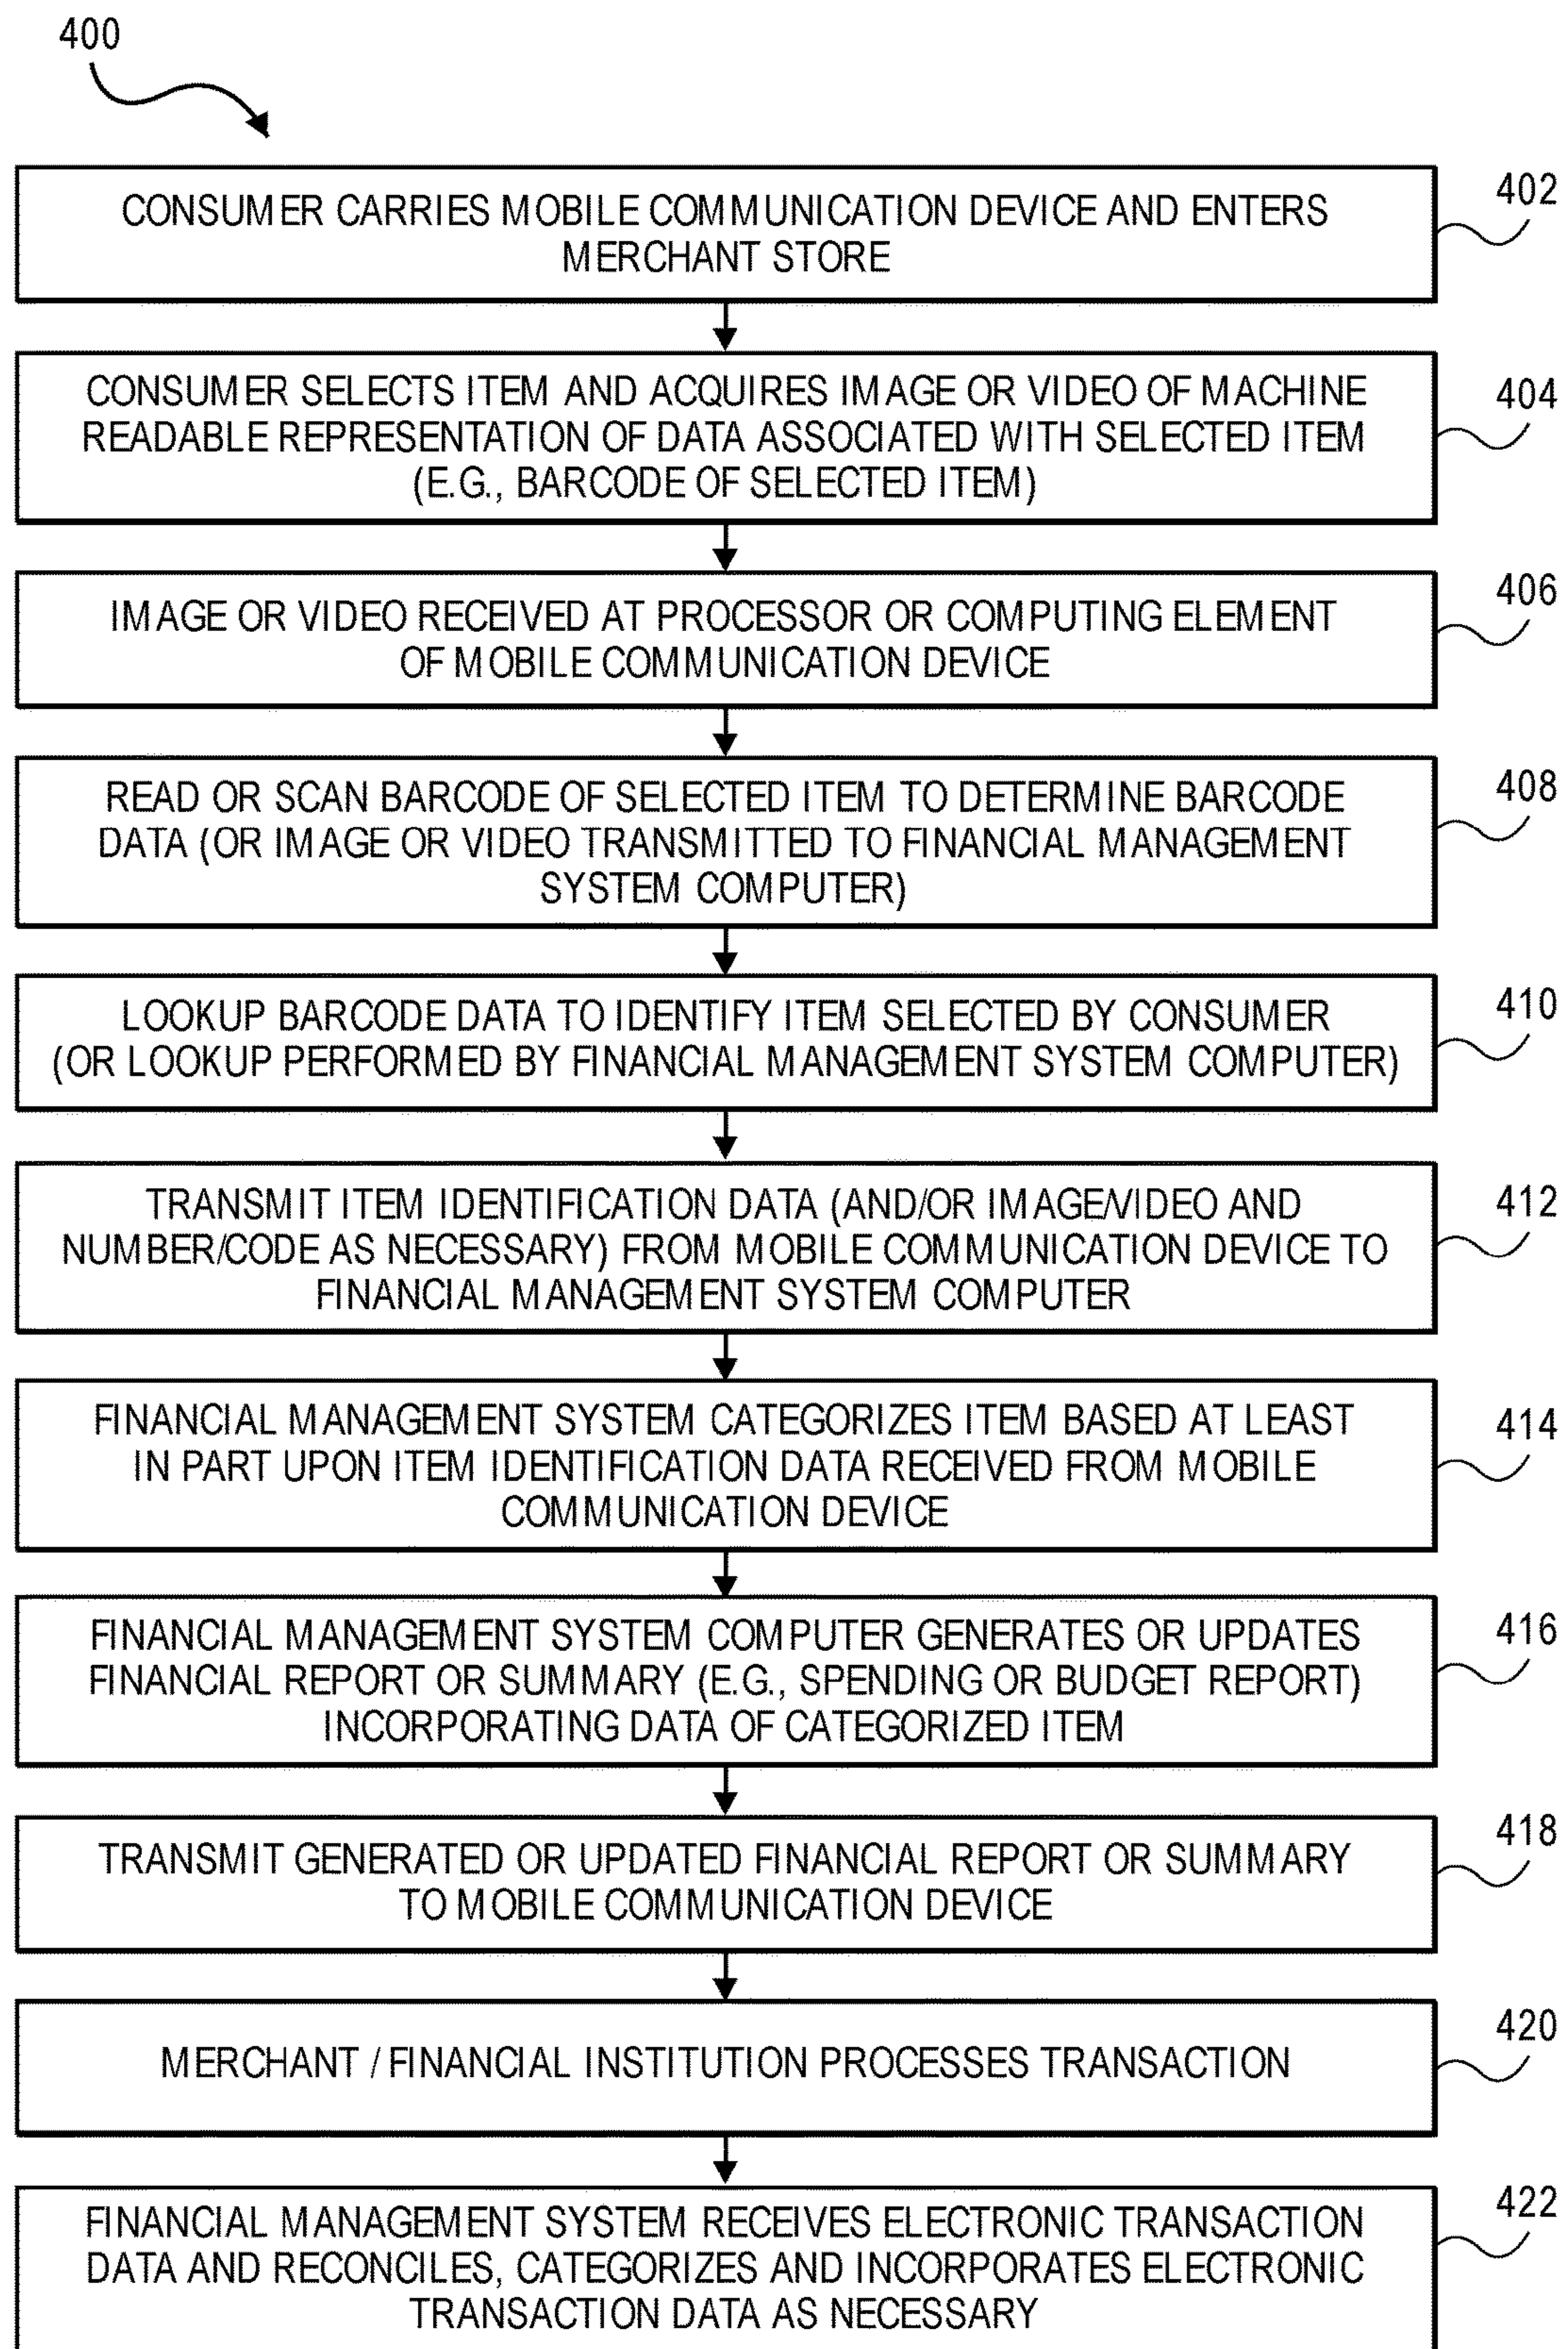 400
CONSUMER CARRIES MOBILE COMMUNICATION DEVICE AND ENTERS
MERCHANT STORE
402
CONSUMER SELECTS ITEM AND ACQUIRES IMAGE OR VIDEO OF MACHINE
READABLE REPRESENTATION OF DATA ASSOCIATED WITH SELECTED ITEM
(E.G., BARCODE OF SELECTED ITEM)
404
IMAGE OR VIDEO RECEIVED AT PROCESSOR OR COMPUTING ELEMENT
OF MOBILE COMMUNICATION DEVICE
406
READ OR SCAN BARCODE OF SELECTED ITEM TO DETERMINE BARCODE
DATA (OR IMAGE OR VIDEO TRANSMITTED TO FINANCIAL MANAGEMENT
SYSTEM COMPUTER)
408
LOOKUP BARCODE DATA TO IDENTIFY ITEM SELECTED BY CONSUMER
(OR LOOKUP PERFORMED BY FINANCIAL MANAGEMENT SYSTEM COMPUTER)
410
TRANSMIT ITEM IDENTIFICATION DATA (AND/OR IMAGE/VIDEO AND
NUMBER/CODE AS NECESSARY) FROM MOBILE COMMUNICATION DEVICE TO
FINANCIAL MANAGEMENT SYSTEM COMPUTER
412
FINANCIAL MANAGEMENT SYSTEM CATEGORIZES ITEM BASED AT LEAST
IN PART UPON ITEM IDENTIFICATION DATA RECEIVED FROM MOBILE
COMMUNICATION DEVICE
414
FINANCIAL MANAGEMENT SYSTEM COMPUTER GENERATES OR UPDATES
FINANCIAL REPORT OR SUMMARY (E.G., SPENDING OR BUDGET REPORT)
INCORPORATING DATA OF CATEGORIZED ITEM
416
TRANSMIT GENERATED OR UPDATED FINANCIAL REPORT OR SUMMARY
TO MOBILE COMMUNICATION DEVICE
418
MERCHANT / FINANCIAL INSTITUTION PROCESSES TRANSACTION
420
FINANCIAL MANAGEMENT SYSTEM RECEIVES ELECTRONIC TRANSACTION
DATA AND RECONCILES, CATEGORIZES AND INCORPORATES ELECTRONIC
TRANSACTION DATA AS NECESSARY
422